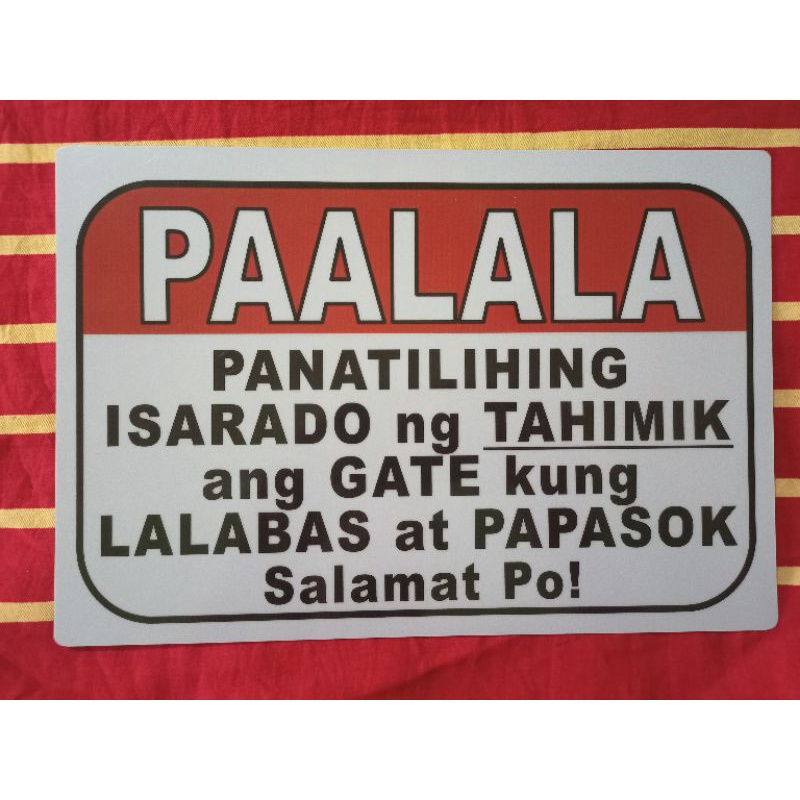 PAALALA
PANATILIHING
ISARADO ng TAHIMIK
ang GATE kung
LALABAS at PAPASOK
Salamat Po!